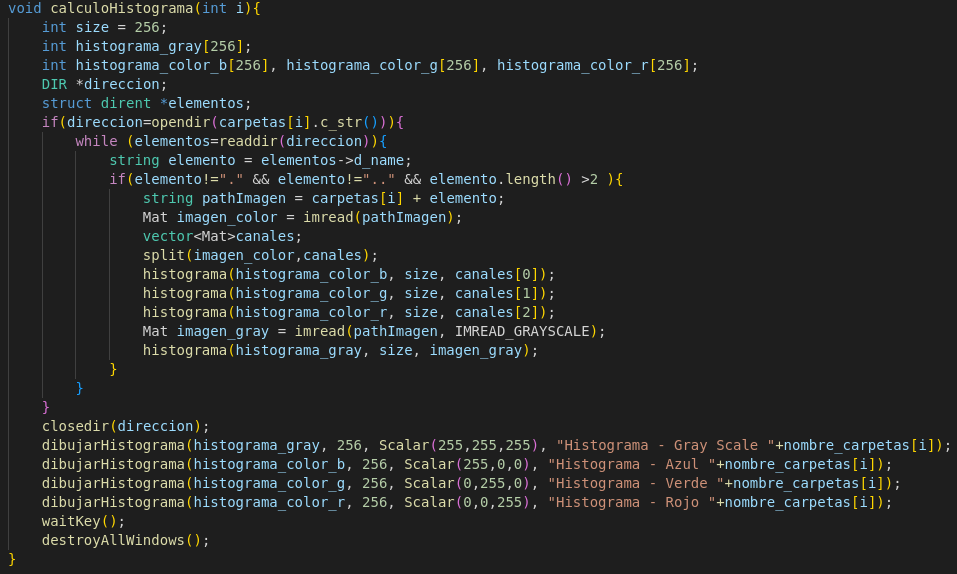 void calculoHistograma(int i){
    int size = 256;
    int histograma_gray[256];
    int histograma_color_b[256], histograma_color_g[256], histograma_color_r[256];
    DIR *direccion;
    struct dirent *elementos;
    if(direccion=opendir(carpetas[i].c_str())){
        while (elementos=readdir(direccion)){
            string elemento = elementos->d_name;
            if(elemento!="." && elemento!=".." && elemento.length() >2 ){
                string pathImagen = carpetas[i] + elemento;
                Mat imagen_color = imread(pathImagen);
                vector<Mat>canales;
                split(imagen_color,canales);
                histograma(histograma_color_b, size, canales[0]);
                histograma(histograma_color_g, size, canales[1]);
                histograma(histograma_color_r, size, canales[2]);
                Mat imagen_gray = imread(pathImagen, IMREAD_GRAYSCALE);
                histograma(histograma_gray, size, imagen_gray);
            }
        }
    }
    closedir(direccion);
    dibujarHistograma(histograma_gray, 256, Scalar(255,255,255), "Histograma - Gray Scale "+nombre_carpetas[i]);
    dibujarHistograma(histograma_color_b, 256, Scalar(255,0,0), "Histograma - Azul "+nombre_carpetas[i]);
    dibujarHistograma(histograma_color_g, 256, Scalar(0,255,0), "Histograma - Verde "+nombre_carpetas[i]);
    dibujarHistograma(histograma_color_r, 256, Scalar(0,0,255), "Histograma - Rojo "+nombre_carpetas[i]);
    waitKey();
    destroyAllWindows();
}